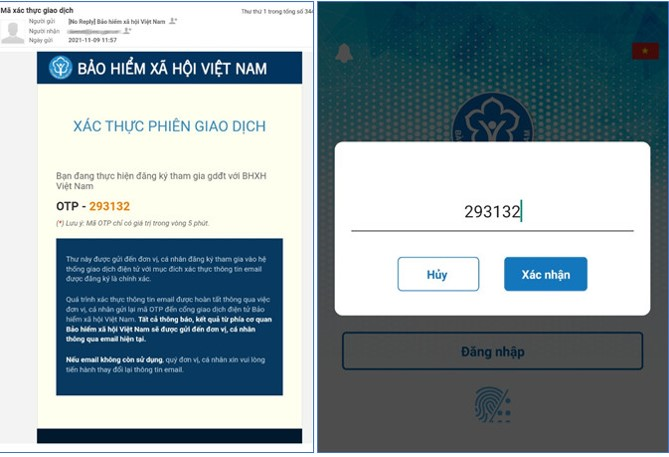 Mã xác thực giao dịch
Thư thứ 1 trong tổng số 34
Người gửi [No Reply] Bảo hiểm xã hội Việt Nam
Người nhận
Ngày gửi 2021-11-09 11:57
BẢO HIỂM XÃ HỘI VIỆT NAM
XÁC THỰC PHIÊN GIAO DỊCH
Bạn đang thực hiện đăng ký tham gia gdđt với BHXH
Việt Nam
OTP - 293132
(*) Lưu ý: Mã OTP chỉ có giá trị trong vòng 5 phút.
Thư này được gửi đến đơn vị, cá nhân đăng ký tham gia vào hệ
thống giao dịch điện tử với mục đích xác thực thông tin email
được đăng ký là chính xác.
Quá trình xác thực thông tin email được hoàn tất thông qua việc
đơn vị, cá nhân gửi lại mã OTP đến cổng giao dịch điện tử Bảo
hiểm xã hội Việt Nam. Tất cả thông báo, kết quả từ phía cơ quan
Bảo hiểm xã hội Việt Nam sẽ được gửi đến đơn vị, cá nhân
thông qua email hiện tại.
Nếu email không còn sử dụng, quý đơn vị, cá nhân xin vui lòng
tiến hành thay đổi lại thông tin email.
293132
Hủy
Xác nhận
Đăng nhập